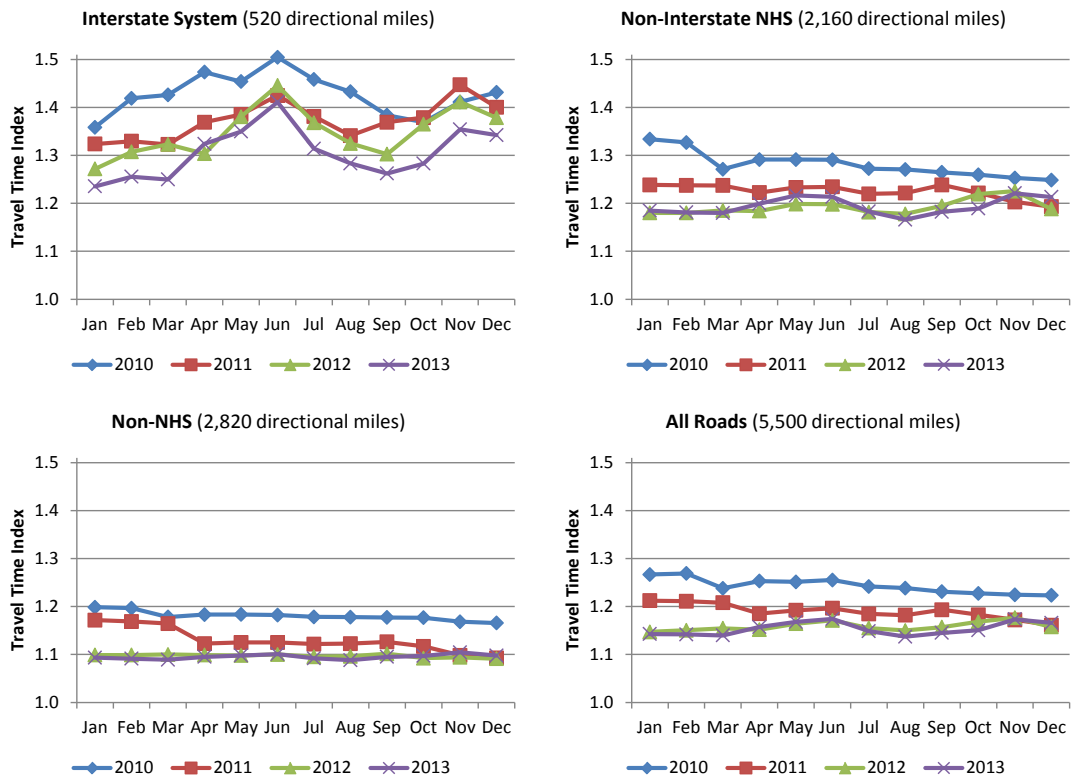 Interstate System (520 directional miles)
Travel Time Index
1.5
1.4
1.3
1.2
1.1
1.0
Jan Feb Mar Apr May Jun Jul Aug Sep Oct Nov Dec
2010 2011 2012 2013
Non-Interstate NHS (2,160 directional miles)
Travel Time Index
1.5
1.4
1.3
1.2
1.1
1.0
Jan Feb Mar Apr May Jun Jul Aug Sep Oct Nov Dec
2010 2011 2012 2013
Non-NHS (2,820 directional miles)
Travel Time Index
1.5
1.4
1.3
1.2
1.1
1.0
Jan Feb Mar Apr May Jun Jul Aug Sep Oct Nov Dec
2010 2011 2012 2013
All Roads (5,500 directional miles)
Travel Time Index
1.5
1.4
1.3
1.2
1.1
1.0
Jan Feb Mar Apr May Jun Jul Aug Sep Oct Nov Dec
2010 2011 2012 2013